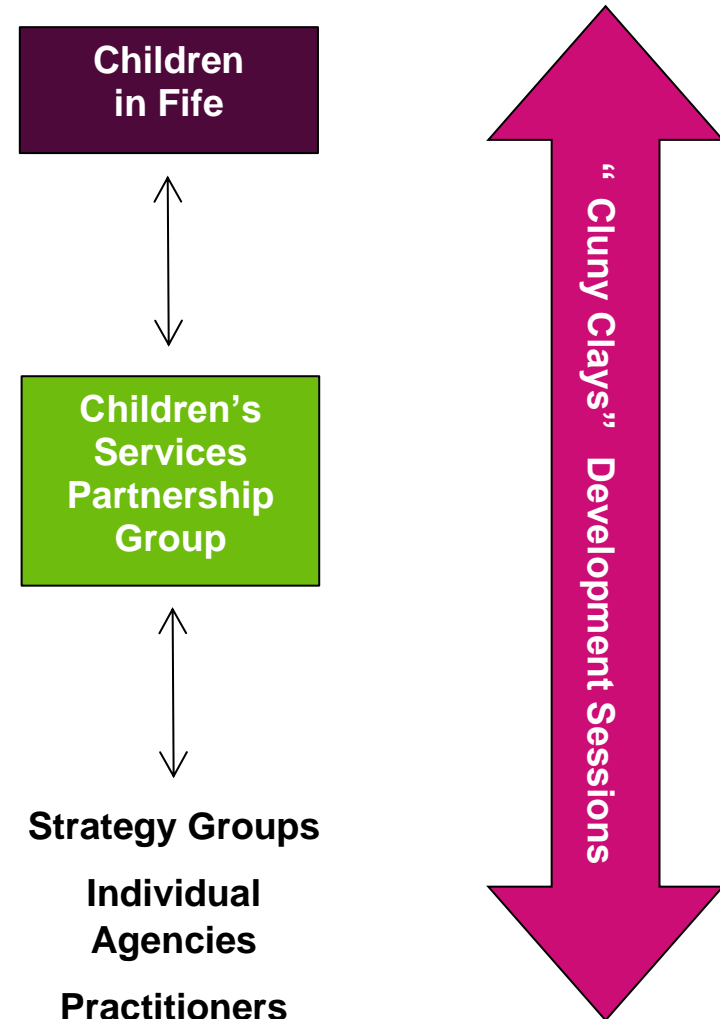 Children
in Fife
Children’s
Services
Partnership
Group
Strategy Groups
Individual
Agencies
Practitioners
“ Cluny Clays”  Development Sessions